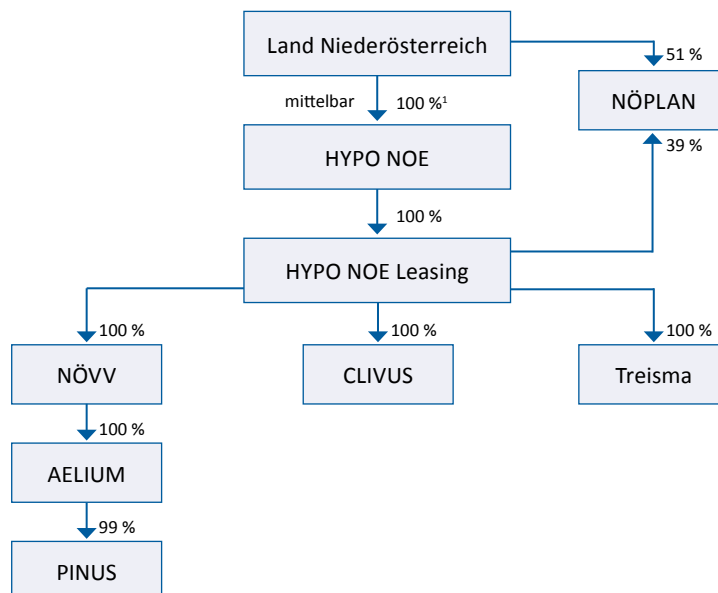 Land Niederösterreich
51 %
mittelbar
100 %¹
NÖPLAN
39 %
HYPO NOE
100 %
HYPO NOE Leasing
100 %
100 %
100 %
NÖVV
CLIVUS
Treisma
100 %
AELIUM
99 %
PINUS